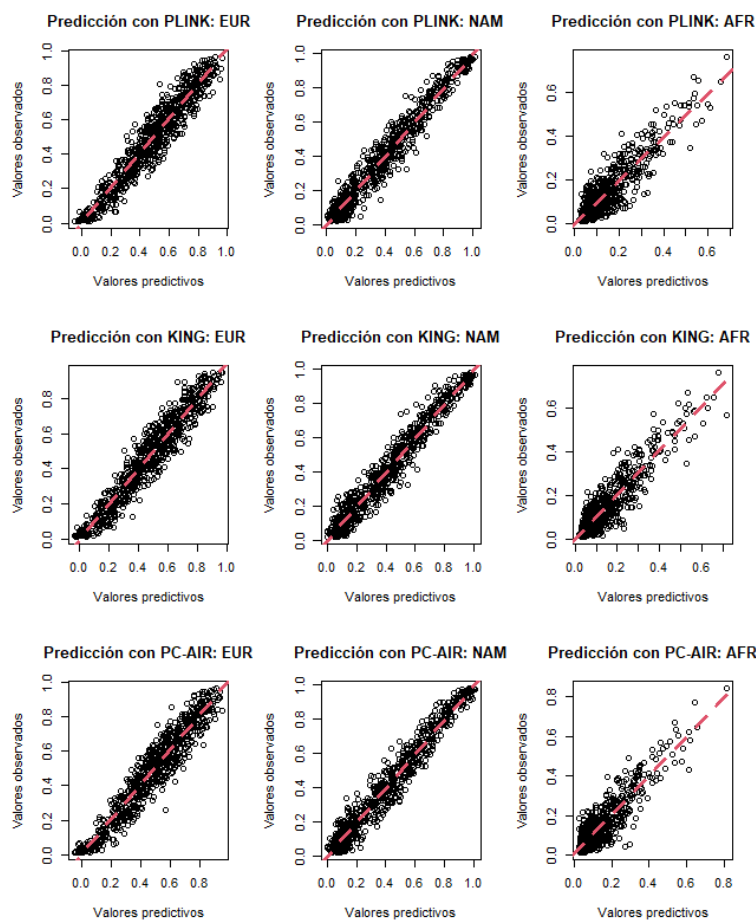 Predicción con PLINK: EUR
Predicción con PLINK: NAM
Predicción con PLINK: AFR
Valores observados
0.0 0.2 0.4 0.6 0.8 1.0
0.0 0.2 0.4 0.6 0.8 1.0
Valores predictivos
Valores observados
0.0 0.2 0.4 0.6 0.8 1.0
0.0 0.2 0.4 0.6 0.8 1.0
Valores predictivos
Valores observados
0.0 0.2 0.4 0.6
0.0 0.2 0.4 0.6
Valores predictivos
Predicción con KING: EUR
Predicción con KING: NAM
Predicción con KING: AFR
Valores observados
0.0 0.2 0.4 0.6 0.8
0.0 0.2 0.4 0.6 0.8 1.0
Valores predictivos
Valores observados
0.0 0.2 0.4 0.6 0.8 1.0
0.0 0.2 0.4 0.6 0.8 1.0
Valores predictivos
Valores observados
0.0 0.2 0.4 0.6
0.0 0.2 0.4 0.6
Valores predictivos
Predicción con PC-AIR: EUR
Predicción con PC-AIR: NAM
Predicción con PC-AIR: AFR
Valores observados
0.0 0.2 0.4 0.6 0.8 1.0
0.0 0.2 0.4 0.6 0.8
Valores predictivos
Valores observados
0.0 0.2 0.4 0.6 0.8 1.0
0.0 0.2 0.4 0.6 0.8 1.0
Valores predictivos
Valores observados
0.0 0.2 0.4 0.6 0.8
0.0 0.2 0.4 0.6 0.8
Valores predictivos